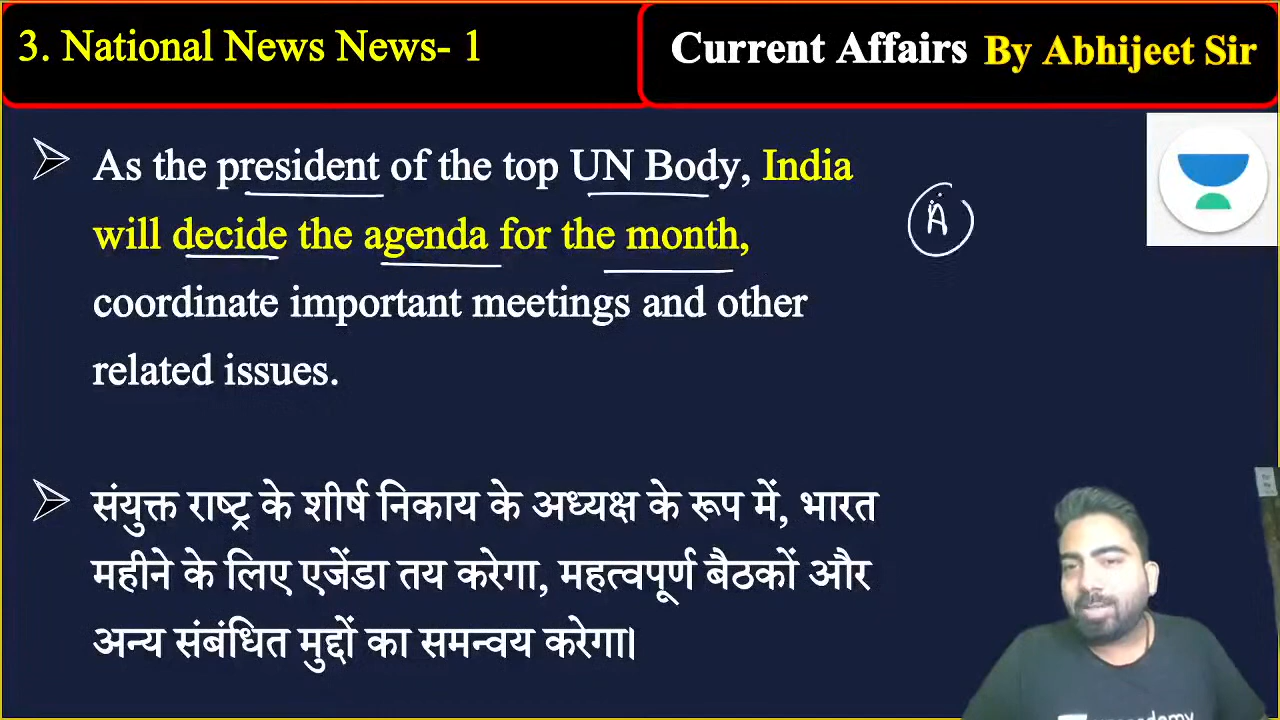 3. National News News- 1
Current Affairs By Abhijeet Sir
As the president of the top UN Body, India
will decide the agenda for the month,
coordinate important meetings and other
related issues.
A
संयुक्त राष्ट्र के शीर्ष निकाय के अध्यक्ष के रूप में, भारत
महीने के लिए एजेंडा तय करेगा, महत्वपूर्ण बैठकों और
अन्य संबंधित मुद्दों का समन्वय करेगा।